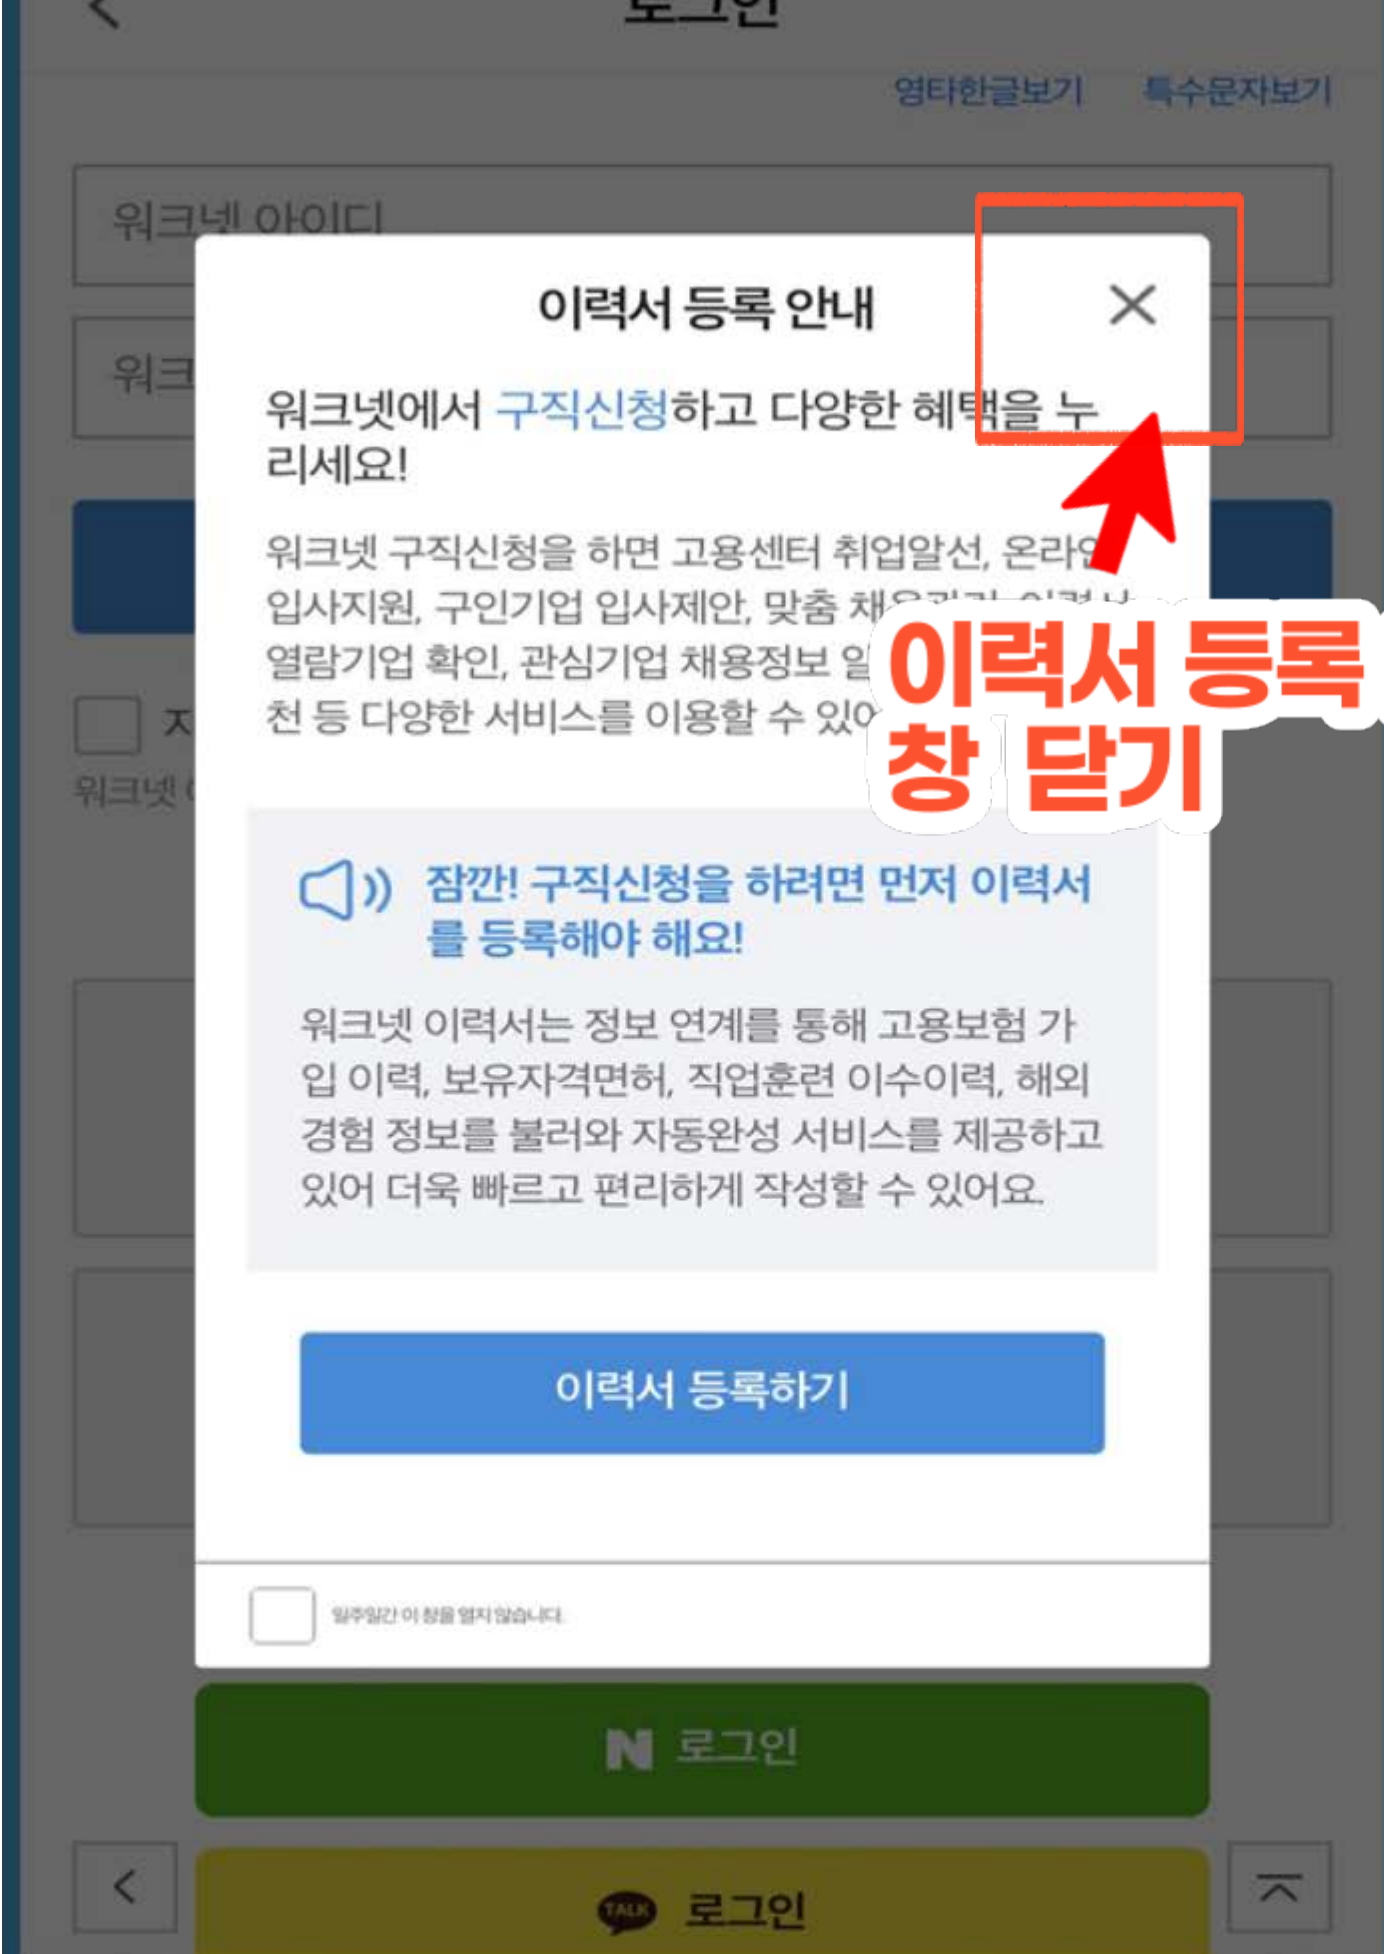 로그인
영타한글보기 특수문자보기
워크넷 아이디
이력서 등록 안내
워크
워크넷에서 구직신청하고 다양한 혜택을 누
리세요!
워크넷 구직신청을 하면 고용센터 취업알선, 온라인
입사지원, 구인기업 입사제안, 맞춤
열람기업 확인, 관심기업 채용정보
천 등 다양한 서비스를 이용할 수
이력서 등록
창 닫기
워크넷
잠깐! 구직신청을 하려면 먼저 이력서
를 등록해야 해요!
워크넷 이력서는 정보 연계를 통해 고용보험 가
입 이력, 보유자격면허, 직업훈련 이수이력, 해외
경험 정보를 불러와 자동완성 서비스를 제공하고
있어 더욱 빠르고 편리하게 작성할 수 있어요.
이력서 등록하기
일주일간 이 창을 열지 않습니다.
N 로그인
TALK 로그인